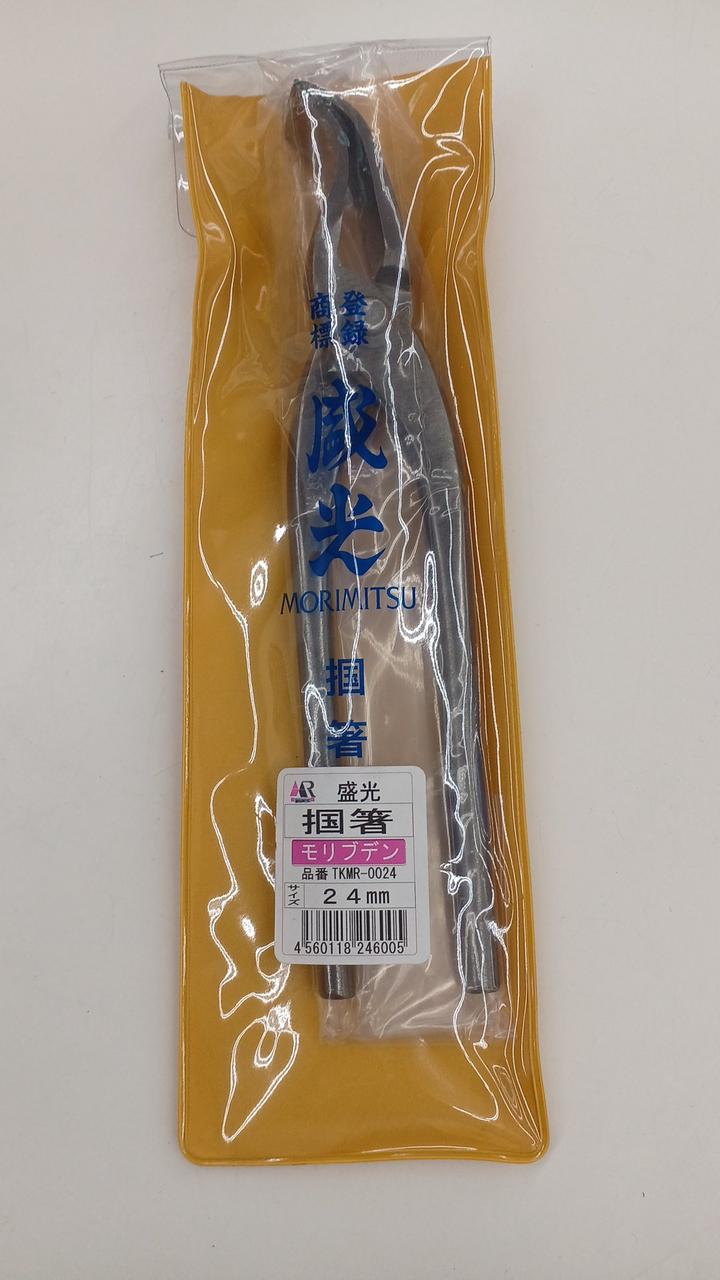 登録
商標
盛光
MORIMITSU
掴箸
MR 盛光
掴箸
モリブデン
品番 TKMR-0024
サイズ 24mm
4560118246005